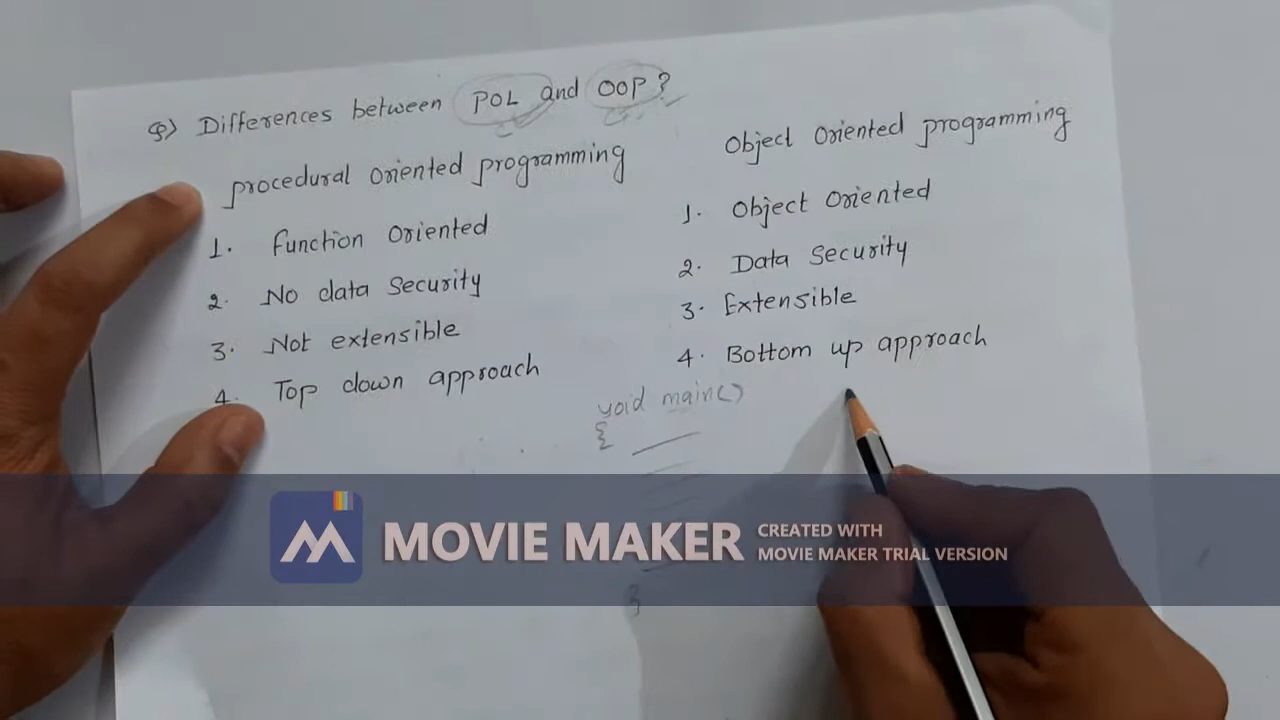 Q) Differences between POL and OOP?
Procedural Oriented programming
1. Function Oriented
2. No data Security
3. Not extensible
4. Top down approach
Object Oriented programming
1. Object Oriented
2. Data Security
3. Extensible
4. Bottom up approach
void main()
{
}
MOVIE MAKER
CREATED WITH
MOVIE MAKER TRIAL VERSION